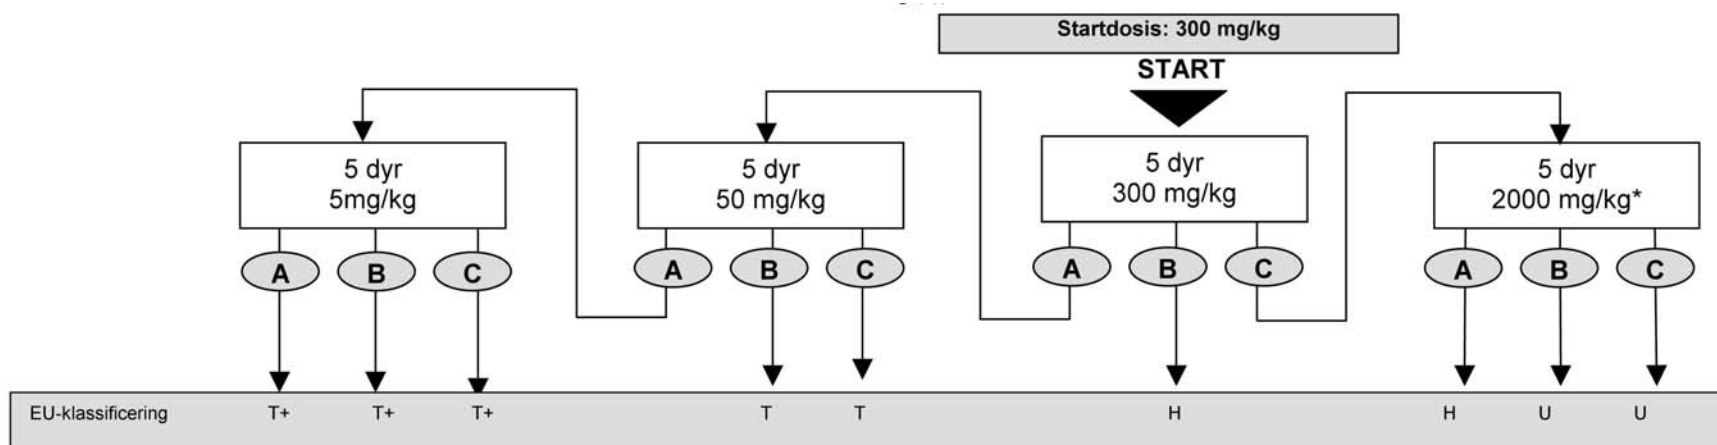 Startdosis: 300 mg/kg
START
5 dyr
5mg/kg
5 dyr
50 mg/kg
5 dyr
300 mg/kg
5 dyr
2000 mg/kg*
A B C A B C A B C A B C
EU-klassificering T+ T+ T+ T T H H U U